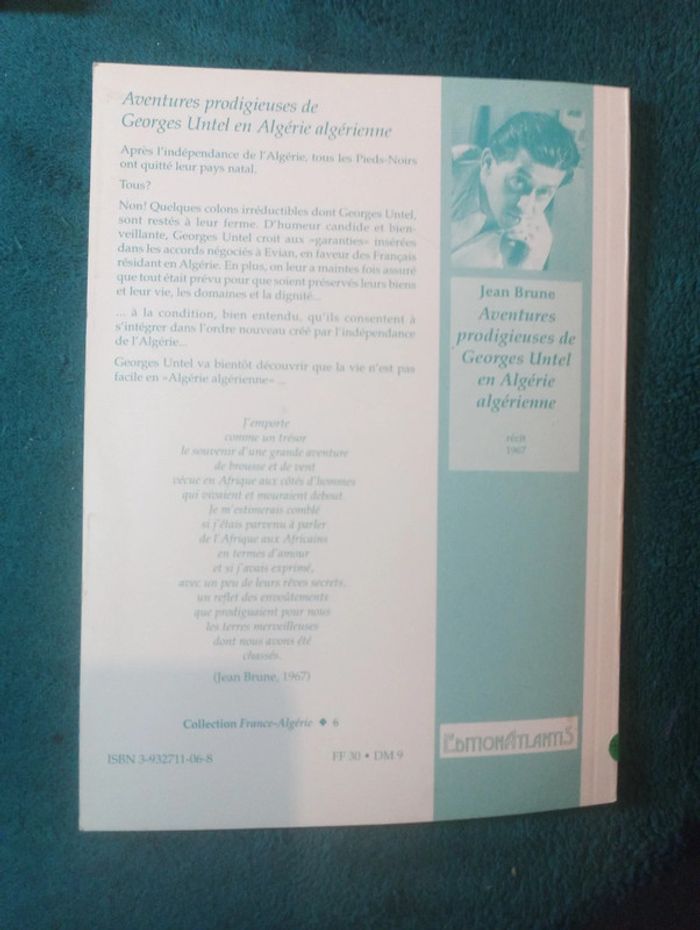 Aventures prodigieuses de
Georges Untel en Algérie algérienne
Après l'indépendance de l'Algérie, tous les Pieds-Noirs
ont quitté leur pays natal.
Tous?
Non! Quelques colons irréductibles dont Georges Untel,
sont restés à leur ferme. D'humeur candide et bien-
veillante, Georges Untel croit aux »garanties« insérées
dans les accords négociés à Evian, en faveur des Français
résidant en Algérie. En plus, on leur a maintes fois assuré
que tout était prévu pour que soient préservés leurs biens
et leur vie, les domaines et la dignité...
... à la condition, bien entendu, qu'ils consentent à
s'intégrer dans l'ordre nouveau créé par l'indépendance
de l'Algérie...
Georges Untel va bientôt découvrir que la vie n'est pas
facile en »Algérie algérienne« ...
J'emporte
comme un trésor
le souvenir d'une grande aventure
de brousse et de vent
vécue en Afrique aux côtés d'hommes
qui vivaient et mouraient debout.
Je m'estimerais comblé
si j'étais parvenu à parler
de l'Afrique aux Africains
en termes d'amour
et si j'avais exprimé,
avec un peu de leurs rêves secrets,
un reflet des envoûtements
que prodiguaient pour nous
les terres merveilleuses
dont nous avons été
chassés.
(Jean Brune, 1967)
Collection France-Algérie ◆ 6
ISBN 3-932711-06-8
FF 30 • DM 9
Jean Brune
Aventures
prodigieuses de
Georges Untel
en Algérie
algérienne
récit
1967
EDITION ATLANTIS